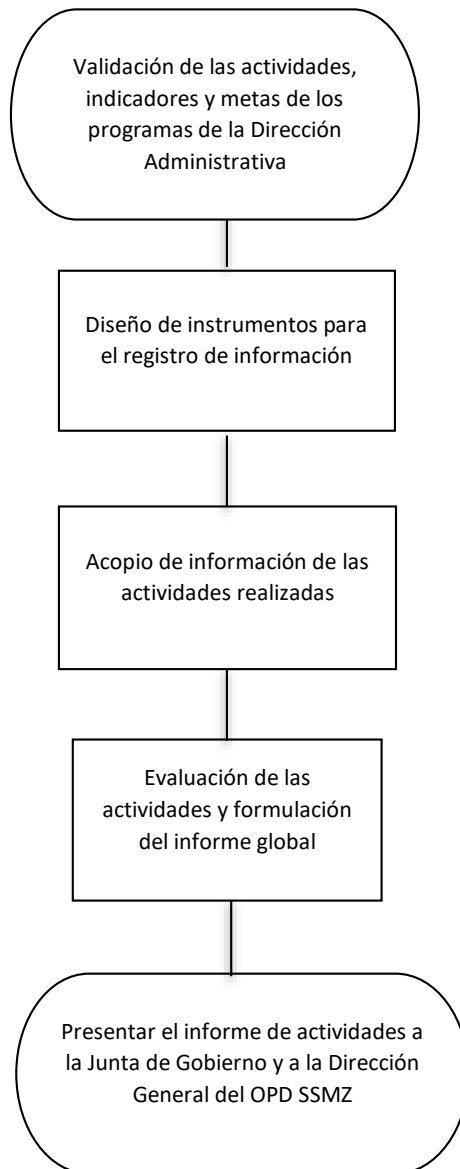 Validación de las actividades,
indicadores y metas de los
programas de la Dirección
Administrativa
Diseño de instrumentos para
el registro de información
Acopio de información de las
actividades realizadas
Evaluación de las
actividades y formulación
del informe global
Presentar el informe de actividades a
la Junta de Gobierno y a la Dirección
General del OPD SSMZ